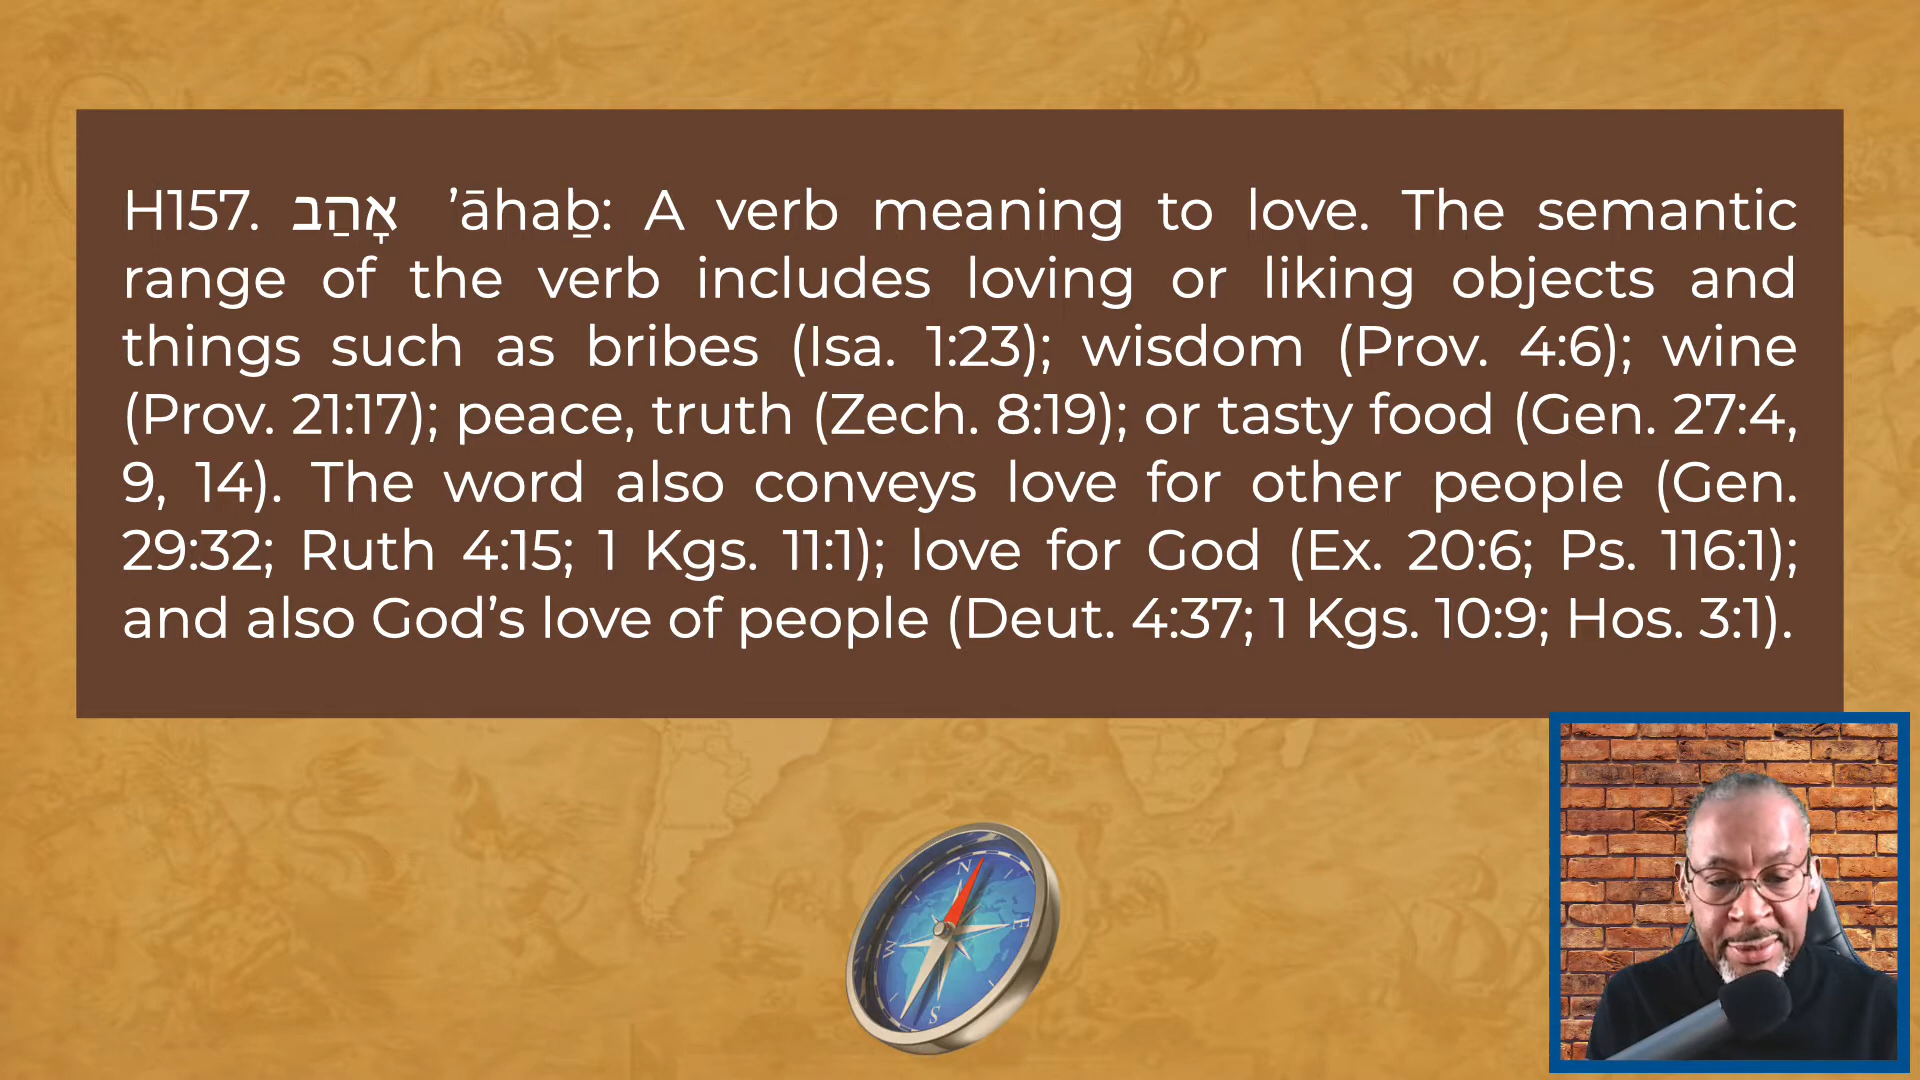 H157. אָהַב ’āhaḇ: A verb meaning to love. The semantic
range of the verb includes loving or liking objects and
things such as bribes (Isa. 1:23); wisdom (Prov. 4:6); wine
(Prov. 21:17); peace, truth (Zech. 8:19); or tasty food (Gen. 27:4,
9, 14). The word also conveys love for other people (Gen.
29:32; Ruth 4:15; 1 Kgs. 11:1); love for God (Ex. 20:6; Ps. 116:1);
and also God’s love of people (Deut. 4:37; 1 Kgs. 10:9; Hos. 3:1).
N
E
W
S